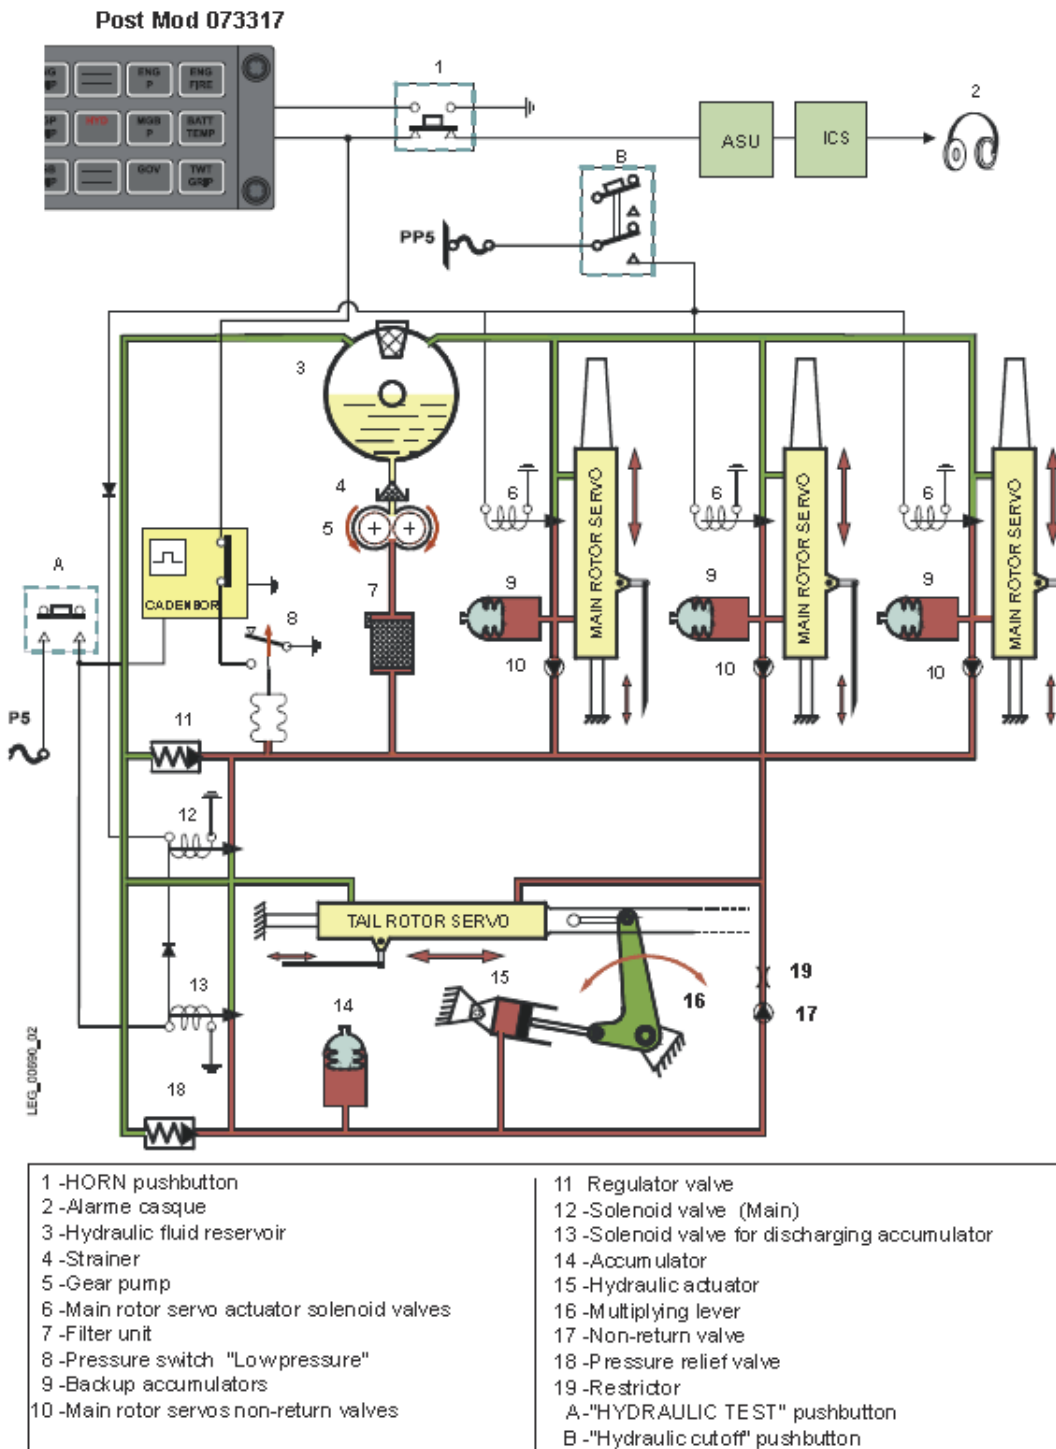 Post Mod 073317
ENG P
ENG FIRE
HYD
MGB P
BATT TEMP
GOV
TWT GRIP
1
2
ASU
ICS
B
PP5
3
4
5
6
6
6
MAIN ROTOR SERVO
MAIN ROTOR SERVO
MAIN ROTOR SERVO
A
CADENBOR
7
8
9
9
9
10
10
10
P5
11
12
TAIL ROTOR SERVO
13
14
15
16
19
17
18
LEG_00690_02
1 -HORN pushbutton
2 -Alarme casque
3 -Hydraulic fluid reservoir
4 -Strainer
5 -Gear pump
6 -Main rotor servo actuator solenoid valves
7 -Filter unit
8 -Pressure switch "Lowpressure"
9 -Backup accumulators
10 -Main rotor servos non-return valves
11 Regulator valve
12 -Solenoid valve (Main)
13 -Solenoid valve for discharging accumulator
14 -Accumulator
15 -Hydraulic actuator
16 -Multiplying lever
17 -Non-return valve
18 -Pressure relief valve
19 -Restrictor
A -"HYDRAULIC TEST" pushbutton
B -"Hydraulic cutoff" pushbutton